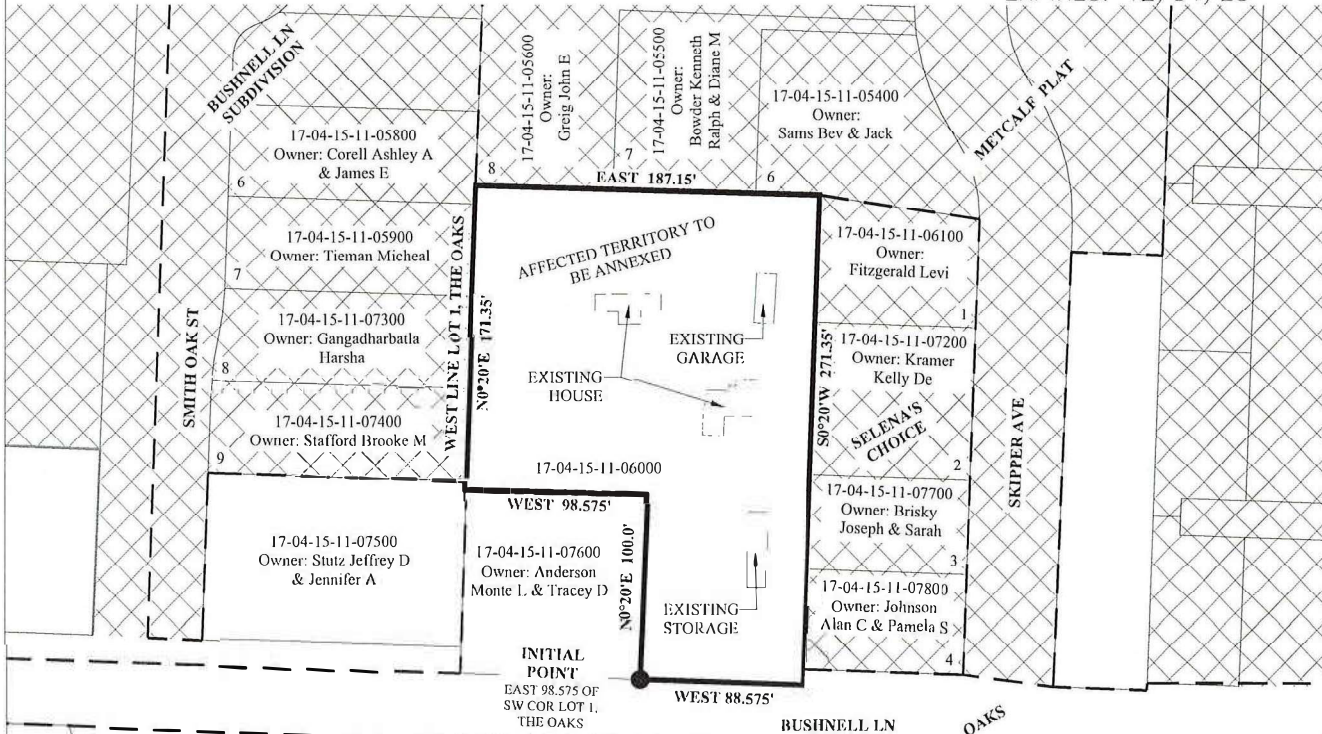 BUSHNELL LN
SUBDIVISION
17-04-15-11-05600
Owner:
Greig John E
8
17-04-15-11-05500
Owner:
Bowder Kenneth
Ralph & Diane M
7
17-04-15-11-05400
Owner:
Sams Bev & Jack
6
METCALF PLAT
17-04-15-11-05800
Owner: Corell Ashley A
& James E
6
EAST 187.15'
17-04-15-11-05900
Owner: Tieman Micheal
7
WEST LINE LOT 1, THE OAKS
N0°20'E 171.35'
AFFECTED TERRITORY TO
BE ANNEXED
17-04-15-11-06100
Owner:
Fitzgerald Levi
1
SMITH OAK ST
17-04-15-11-07300
Owner: Gangadharbatla
Harsha
8
EXISTING
GARAGE
EXISTING
HOUSE
S0°20'W 271.35'
17-04-15-11-07200
Owner: Kramer
Kelly De
SELENA'S
CHOICE
2
SKIPPER AVE
17-04-15-11-07400
Owner: Stafford Brooke M
9
17-04-15-11-06000
WEST 98.575'
17-04-15-11-07700
Owner: Brisky
Joseph & Sarah
3
17-04-15-11-07500
Owner: Stutz Jeffrey D
& Jennifer A
17-04-15-11-07600
Owner: Anderson
Monte L & Tracey D
N0°20'E 100.0'
EXISTING
STORAGE
17-04-15-11-07800
Owner: Johnson
Alan C & Pamela S
4
INITIAL
POINT
EAST 98.575 OF
SW COR LOT 1,
THE OAKS
WEST 88.575'
BUSHNELL LN
OAKS